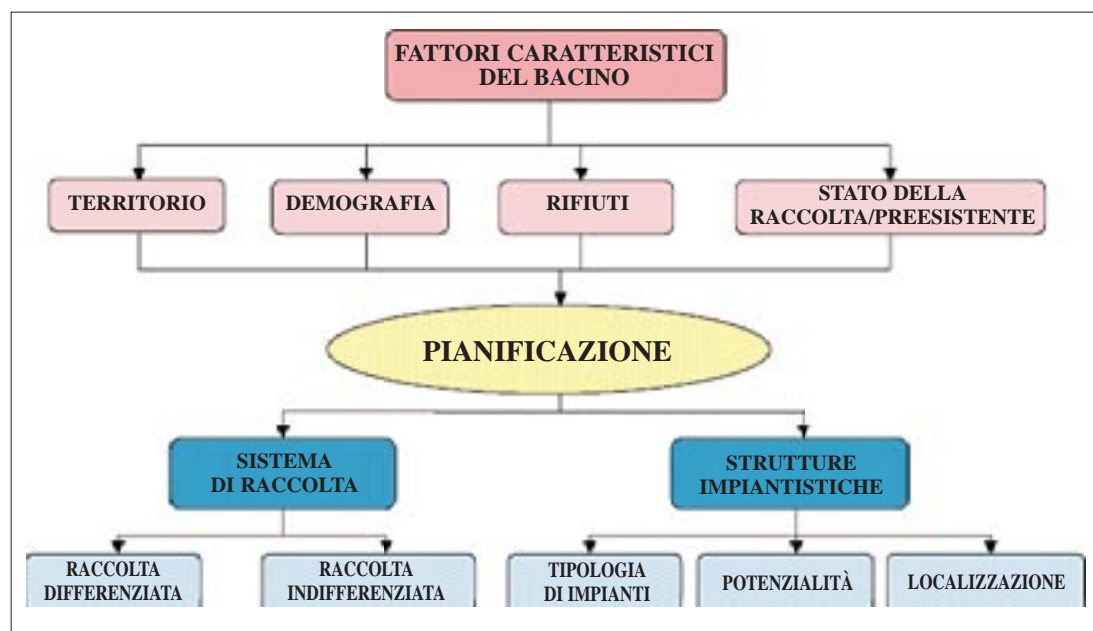 FATTORI CARATTERISTICI
DEL BACINO
TERRITORIO
DEMOGRAFIA
RIFIUTI
STATO DELLA
RACCOLTA/PREESISTENTE
PIANIFICAZIONE
SISTEMA
DI RACCOLTA
STRUTTURE
IMPIANTISTICHE
RACCOLTA
DIFFERENZIATA
RACCOLTA
INDIFFERENZIATA
TIPOLOGIA
DI IMPIANTI
POTENZIALITÀ
LOCALIZZAZIONE